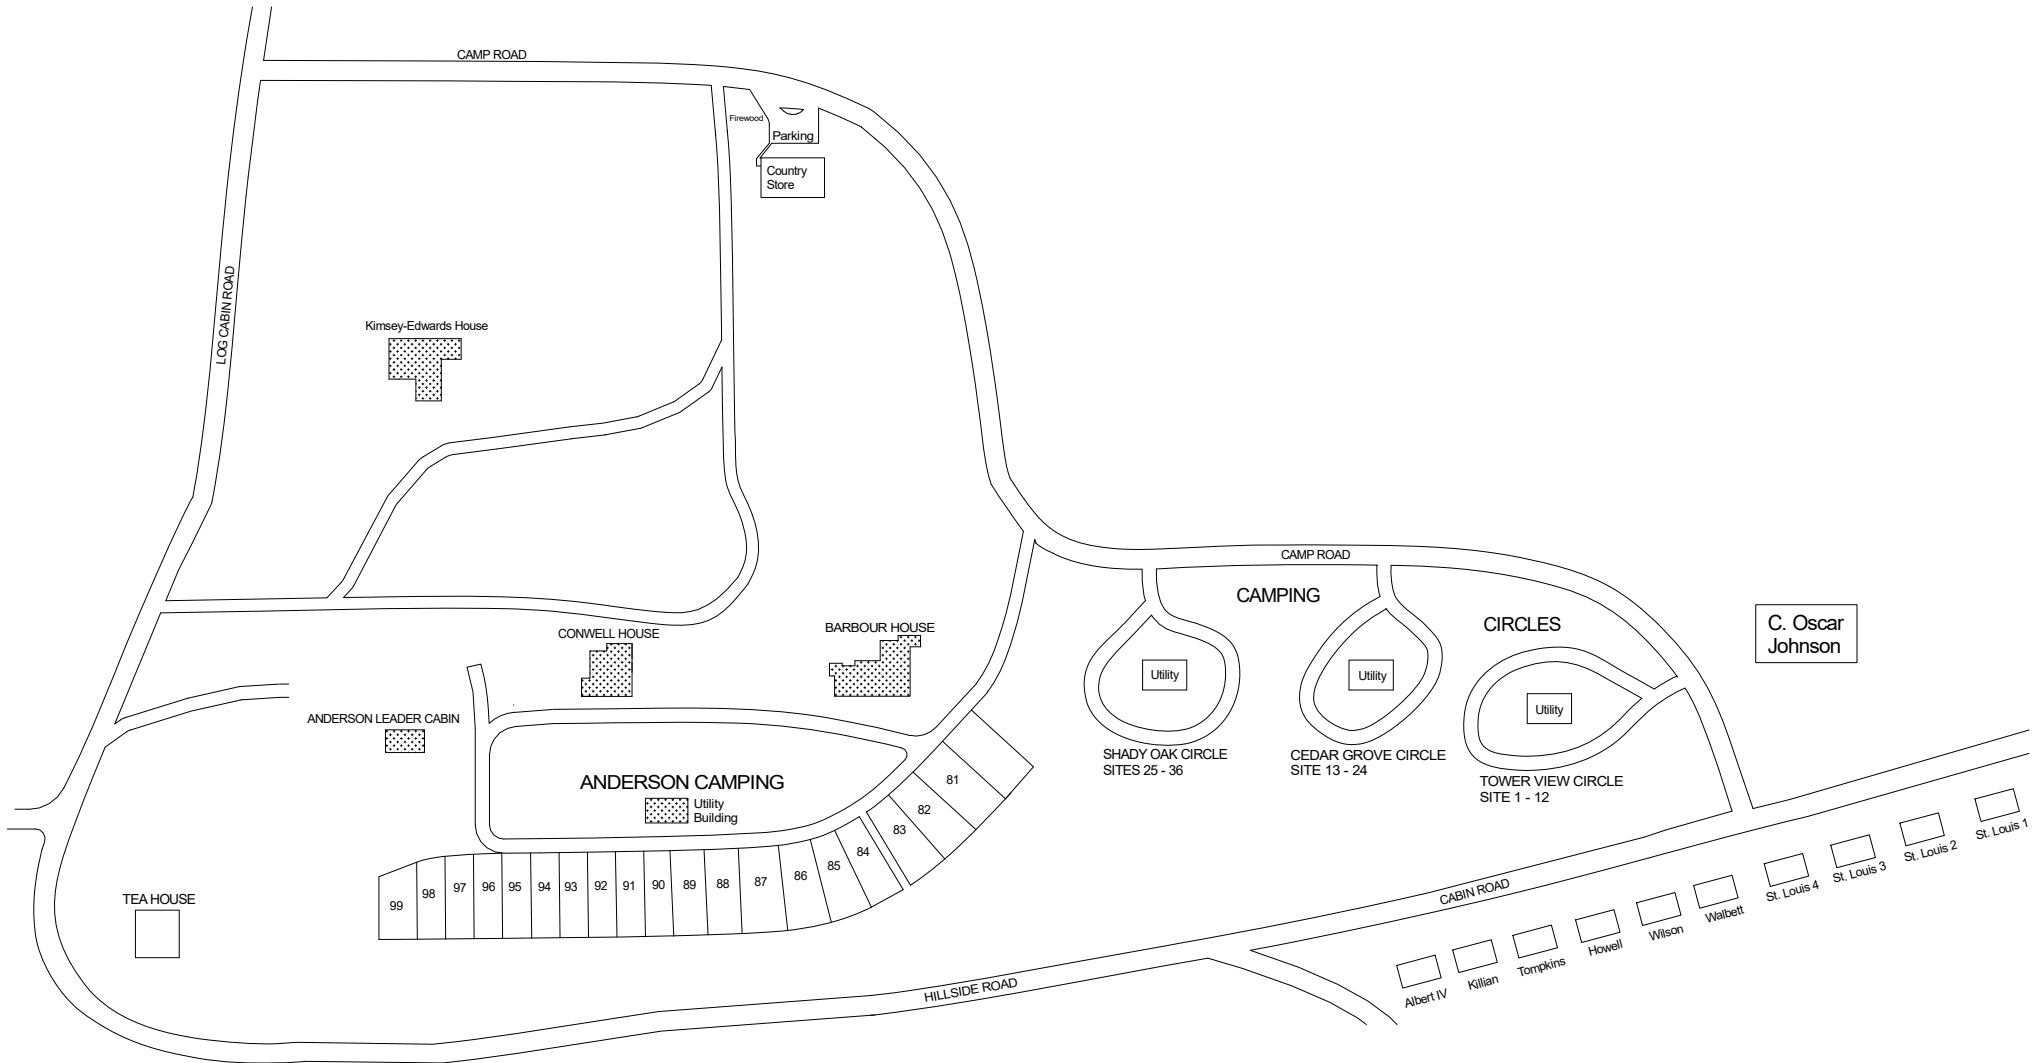 CAMP ROAD
Firewood
Parking
Country
Store
LOG CABIN ROAD
Kimsey-Edwards House
CAMP ROAD
CAMPING
CIRCLES
C. Oscar
Johnson
CONWELL HOUSE
BARBOUR HOUSE
Utility
Utility
Utility
ANDERSON LEADER CABIN
SHADY OAK CIRCLE
SITES 25 - 36
CEDAR GROVE CIRCLE
SITE 13 - 24
TOWER VIEW CIRCLE
SITE 1 - 12
ANDERSON CAMPING
Utility
Building
81
82
83
84
85
86
87
88
89
90
91
92
93
94
95
96
97
98
99
TEA HOUSE
CABIN ROAD
HILLSIDE ROAD
Albert IV
Killian
Tompkins
Howell
Wilson
Walbett
St. Louis 4
St. Louis 3
St. Louis 2
St. Louis 1